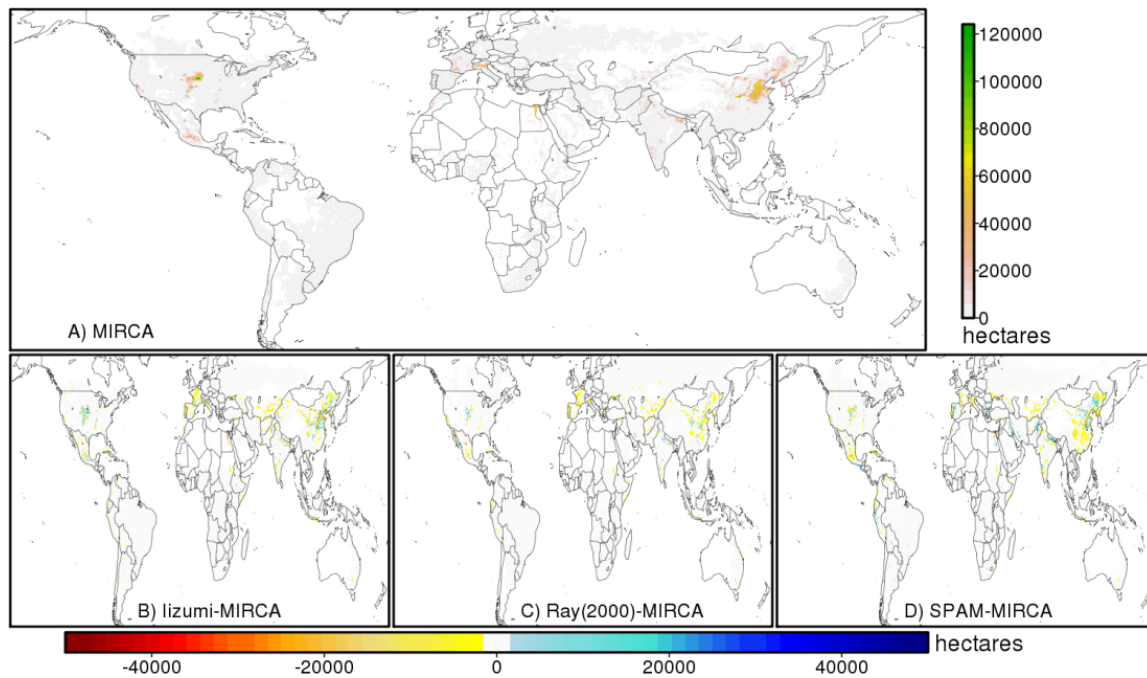 120000
100000
80000
60000
40000
20000
0
hectares
A) MIRCA
B) Iizumi-MIRCA
C) Ray(2000)-MIRCA
D) SPAM-MIRCA
hectares
-40000 -20000 0 20000 40000